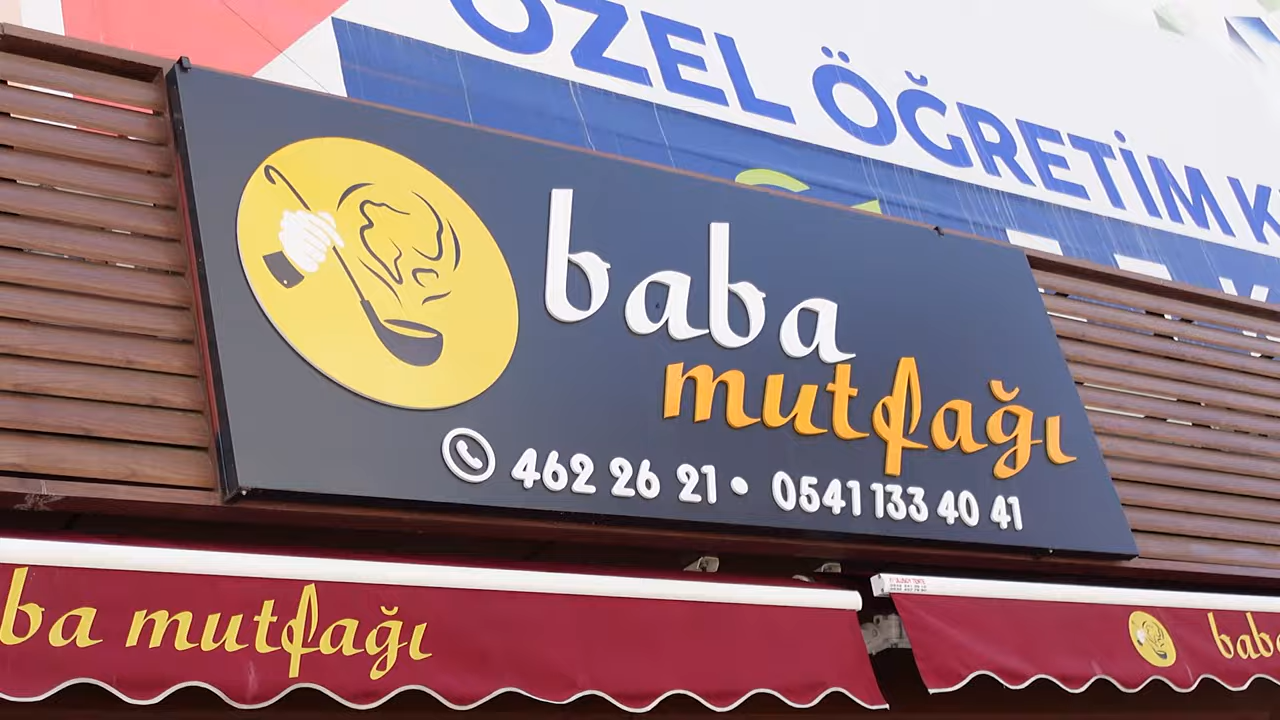 ÖZEL ÖĞRETİM K
baba
mutfağı
462 26 21 • 0541 133 40 41
ba mutfağı
bab